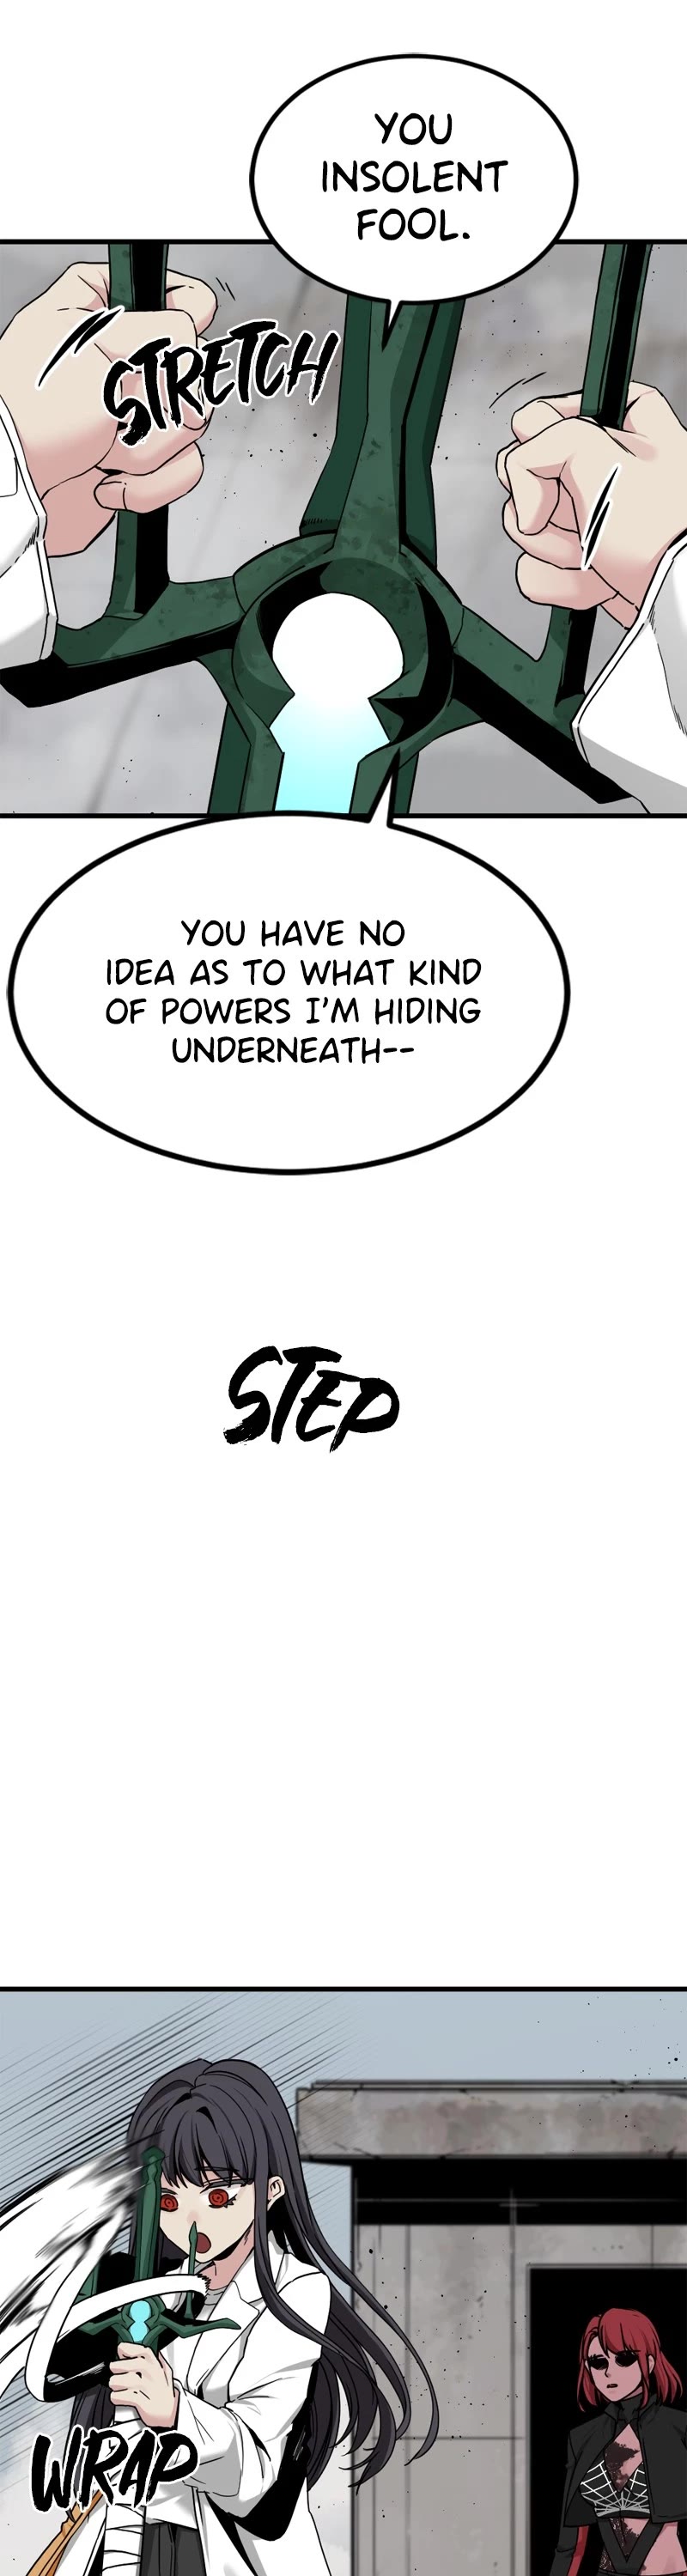 YOU
INSOLENT
FOOL.
STRETCH
YOU HAVE NO
IDEA AS TO WHAT KIND
OF POWERS I'M HIDING
UNDERNEATH--
STEP
WRAP